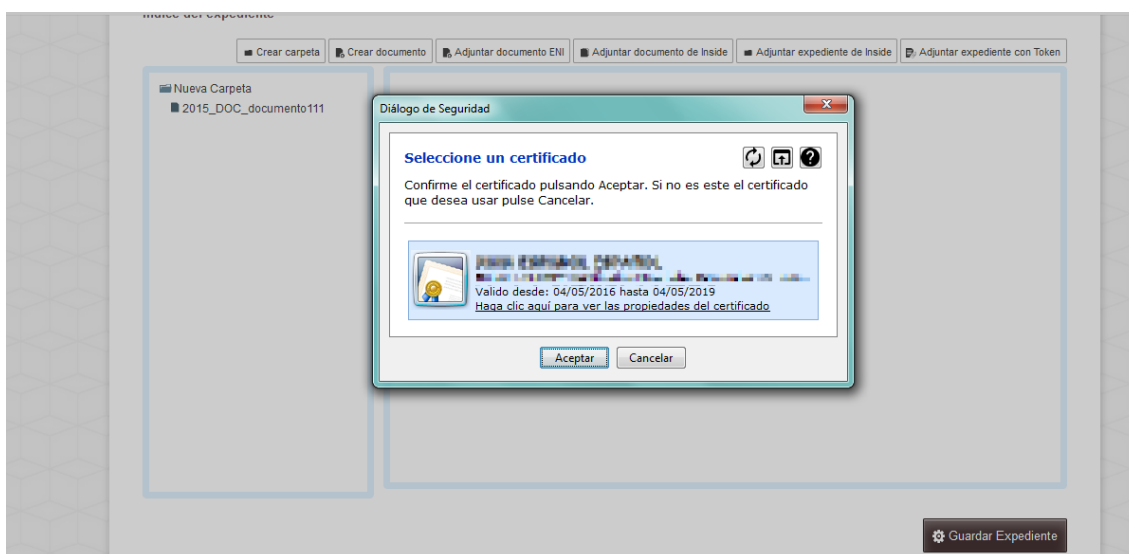 Índice del expediente
Crear carpeta Crear documento Adjuntar documento ENI Adjuntar documento de Inside Adjuntar expediente de Inside Adjuntar expediente con Token
Nueva Carpeta
2015_DOC_documento111
Diálogo de Seguridad
Seleccione un certificado
Confirme el certificado pulsando Aceptar. Si no es este el certificado
que desea usar pulse Cancelar.
Valido desde: 04/05/2016 hasta 04/05/2019
Haga clic aquí para ver las propiedades del certificado
Aceptar Cancelar
Guardar Expediente